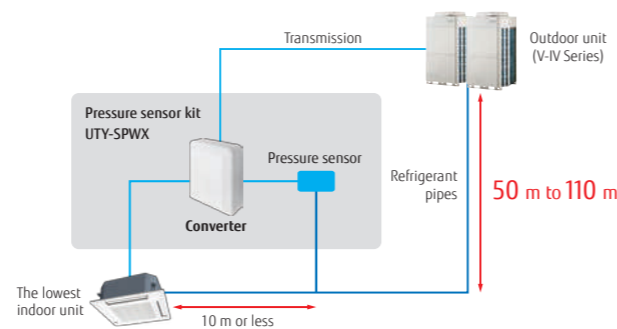 Transmission
Outdoor unit
(V-IV Series)
Pressure sensor kit
UTY-SPWX
Pressure sensor
Converter
Refrigerant
pipes
50 m to 110 m
The lowest
indoor unit
10 m or less